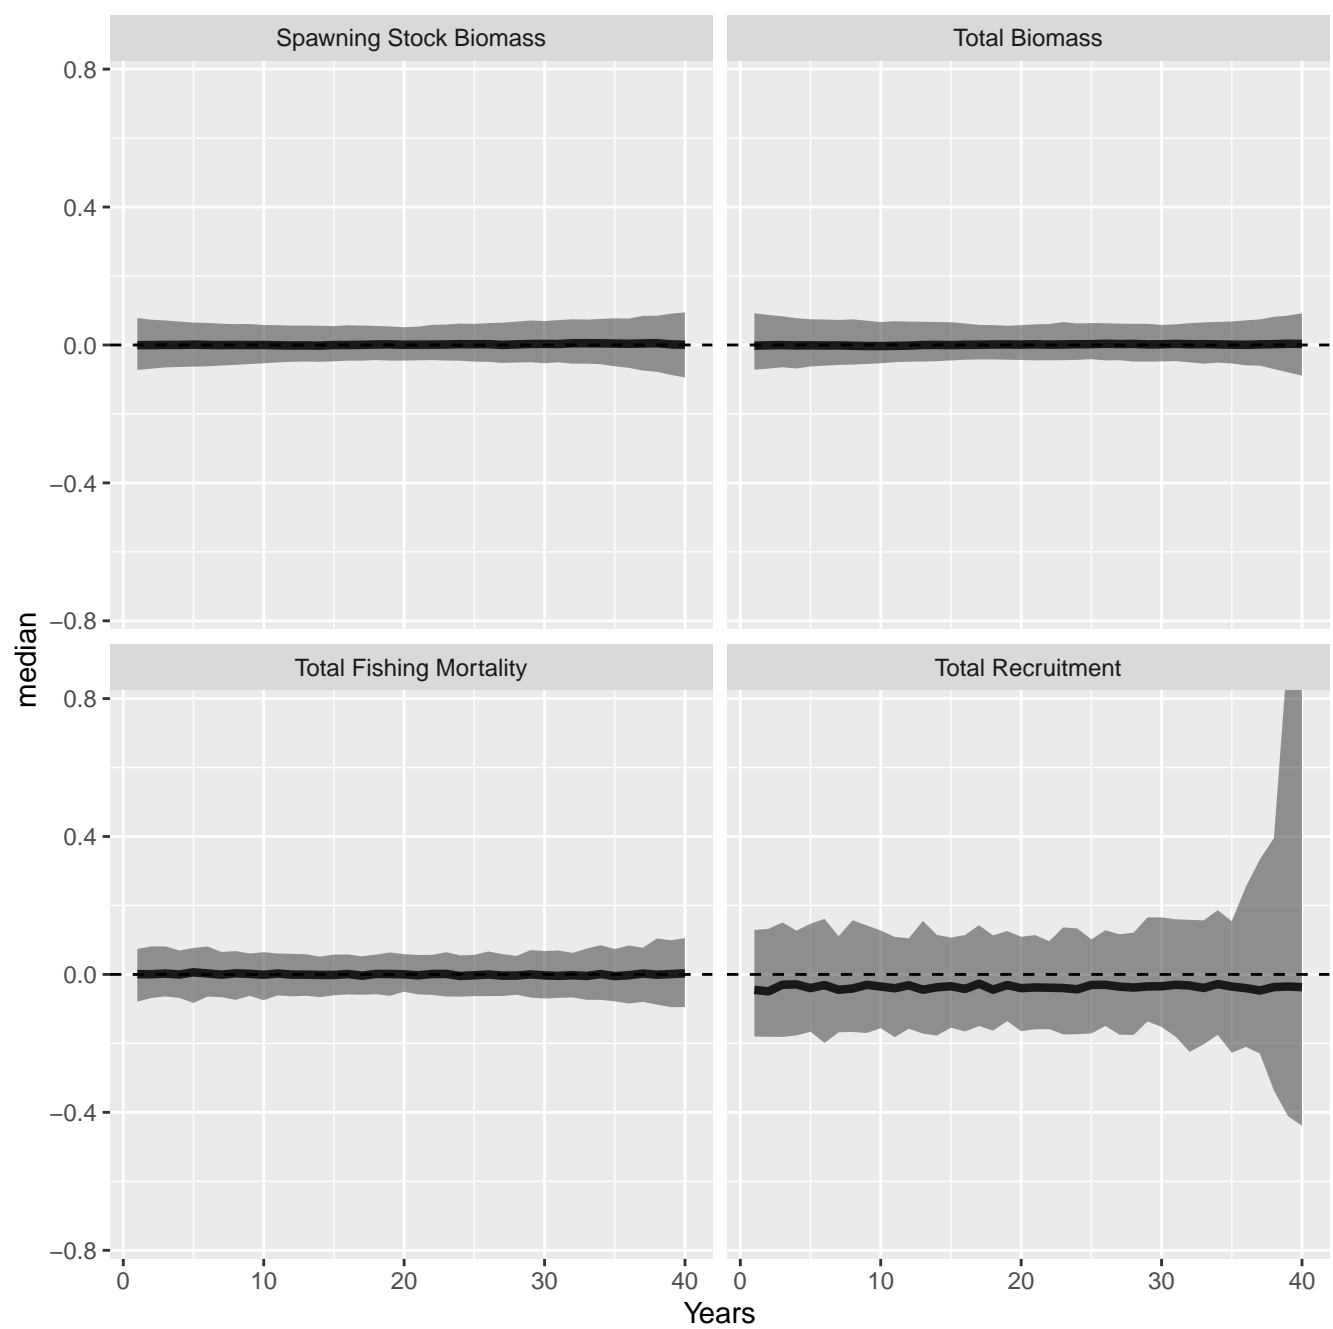 Spawning Stock Biomass
Total Biomass
0.8
0.4
0.0
−0.4
−0.8
median
Total Fishing Mortality
Total Recruitment
0.8
0.4
0.0
−0.4
−0.8
0 10 20 30 40
0 10 20 30 40
Years